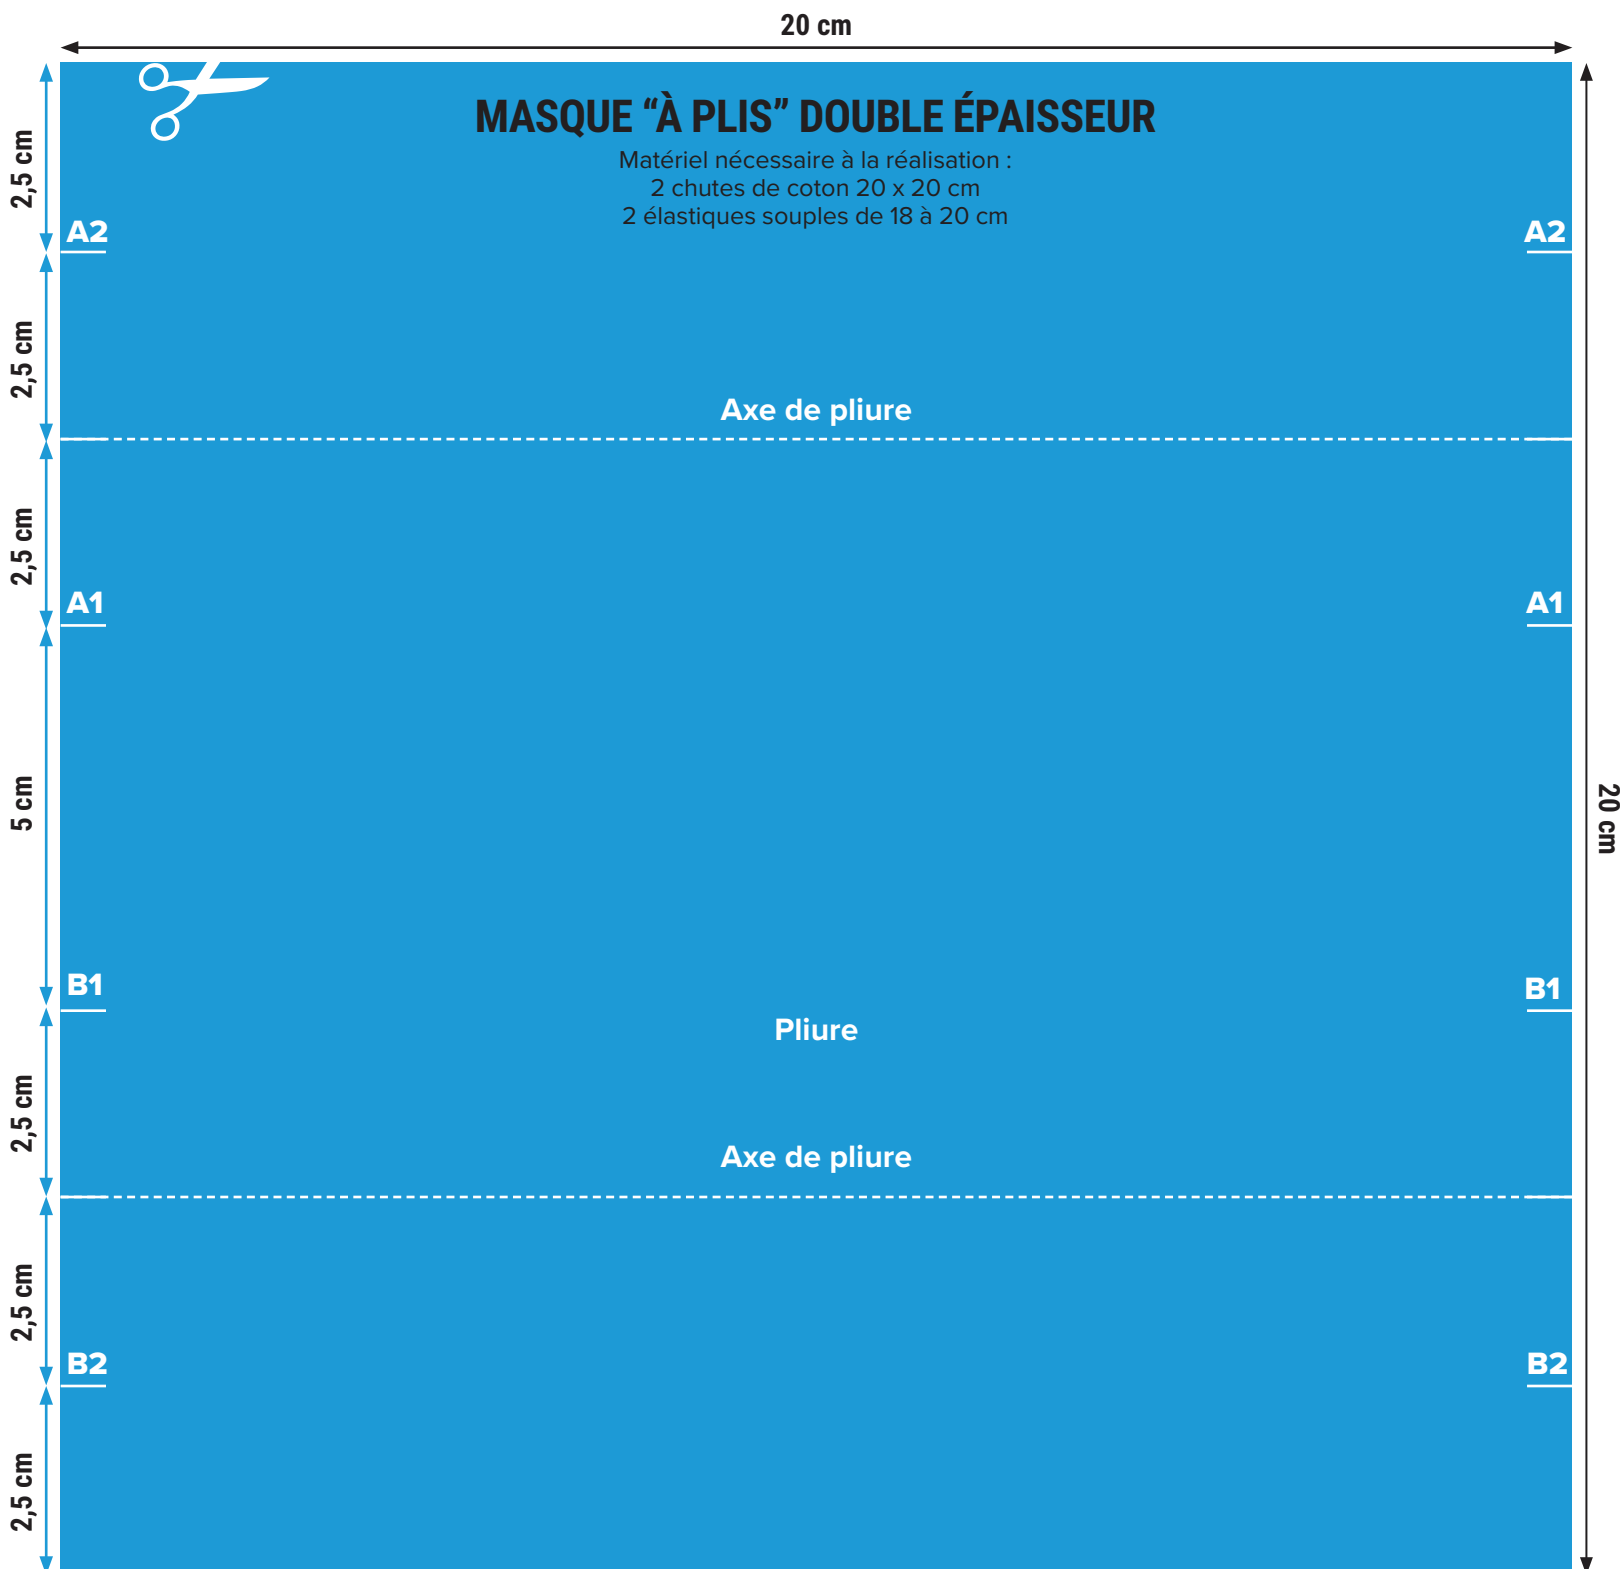 20 cm
MASQUE “À PLIS” DOUBLE ÉPAISSEUR
Matériel nécessaire à la réalisation :
2 chutes de coton 20 x 20 cm
2 élastiques souples de 18 à 20 cm
2,5 cm
A2
A2
2,5 cm
Axe de pliure
2,5 cm
A1
A1
5 cm
20 cm
B1
B1
Pliure
2,5 cm
Axe de pliure
2,5 cm
B2
B2
2,5 cm